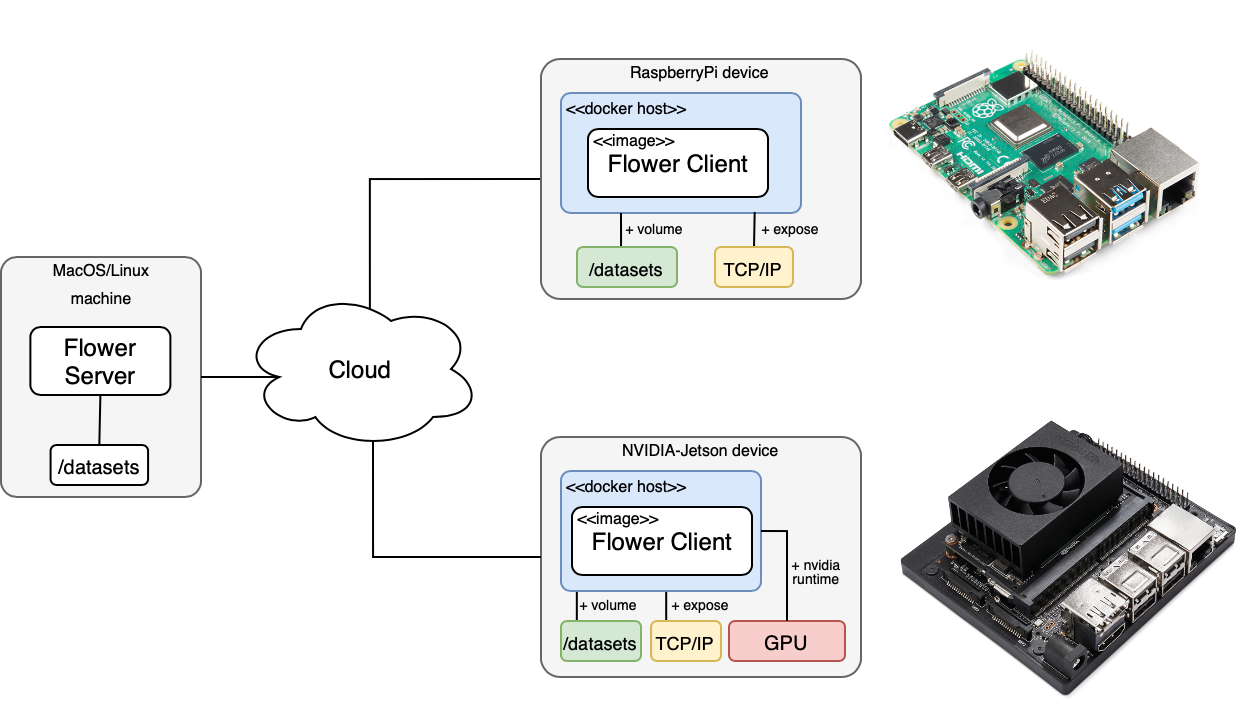 RaspberryPi device
<<docker host>>
<<image>>
Flower Client
+ volume
+ expose
/datasets
TCP/IP
HDMI
MacOS/Linux
machine
Flower
Server
/datasets
Cloud
NVIDIA-Jetson device
<<docker host>>
<<image>>
Flower Client
+ nvidia
runtime
+ volume
+ expose
/datasets
TCP/IP
GPU